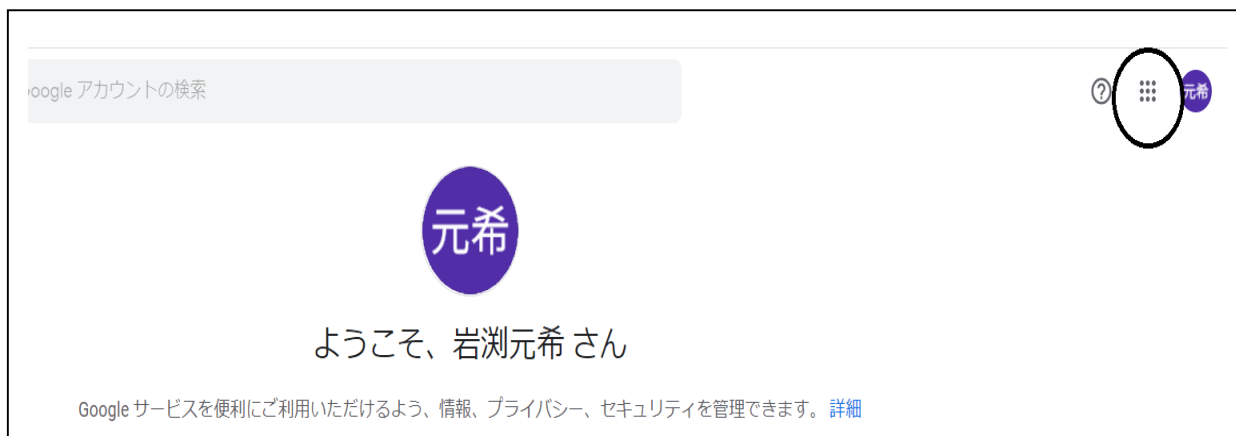 oogle アカウントの検索
元希
元希
ようこそ、岩渕元希 さん
Google サービスを便利にご利用いただけるよう、情報、プライバシー、セキュリティを管理できます。 詳細